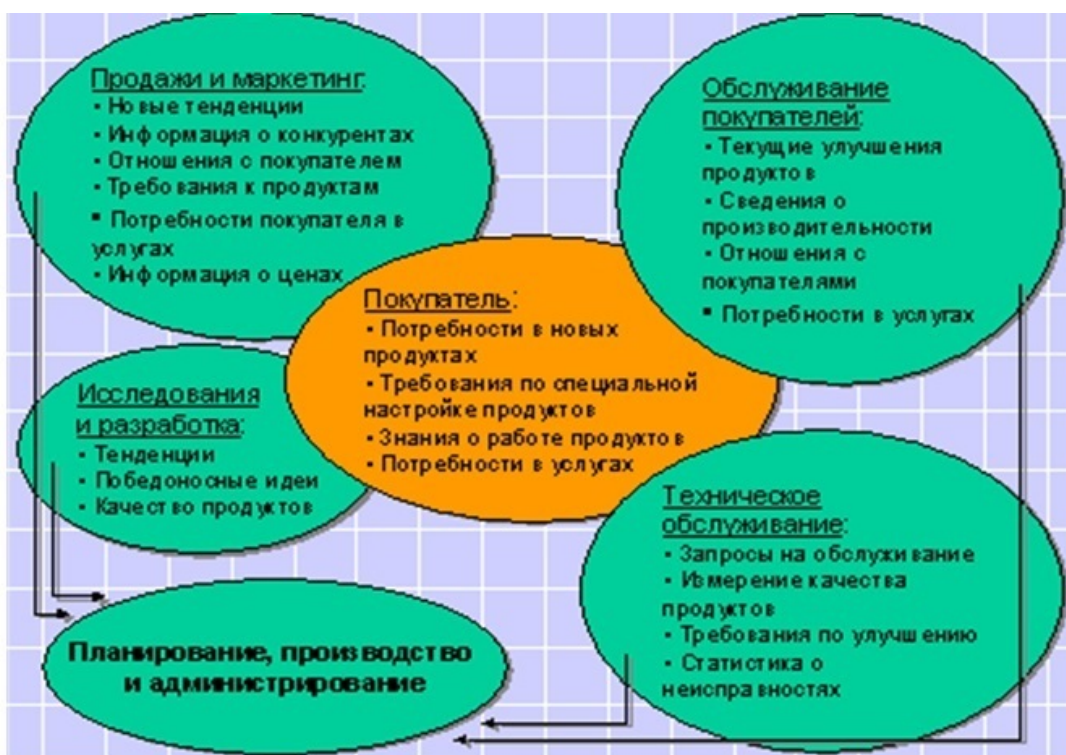 Продажи и маркетинг:
▪ Новые тенденции
▪ Информация о конкурентах
▪ Отношения с покупателем
▪ Требования к продуктам
▪ Потребности покупателя в
услугах
▪ Информация о ценах
Обслуживание
покупателей:
▪ Текущие улучшения
продуктов
▪ Сведения о
производительности
▪ Отношения с
покупателями
▪ Потребности в услугах
Покупатель:
▪ Потребности в новых
продуктах
▪ Требования по специальной
настройке продуктов
▪ Знания о работе продуктов
▪ Потребности в услугах
Исследования
и разработка:
▪ Тенденции
▪ Победоносные идеи
▪ Качество продуктов
Техническое
обслуживание:
▪ Запросы на обслуживание
▪ Измерение качества
продуктов
▪ Требования по улучшению
▪ Статистика о
неисправностях
Планирование, производство
и администрирование